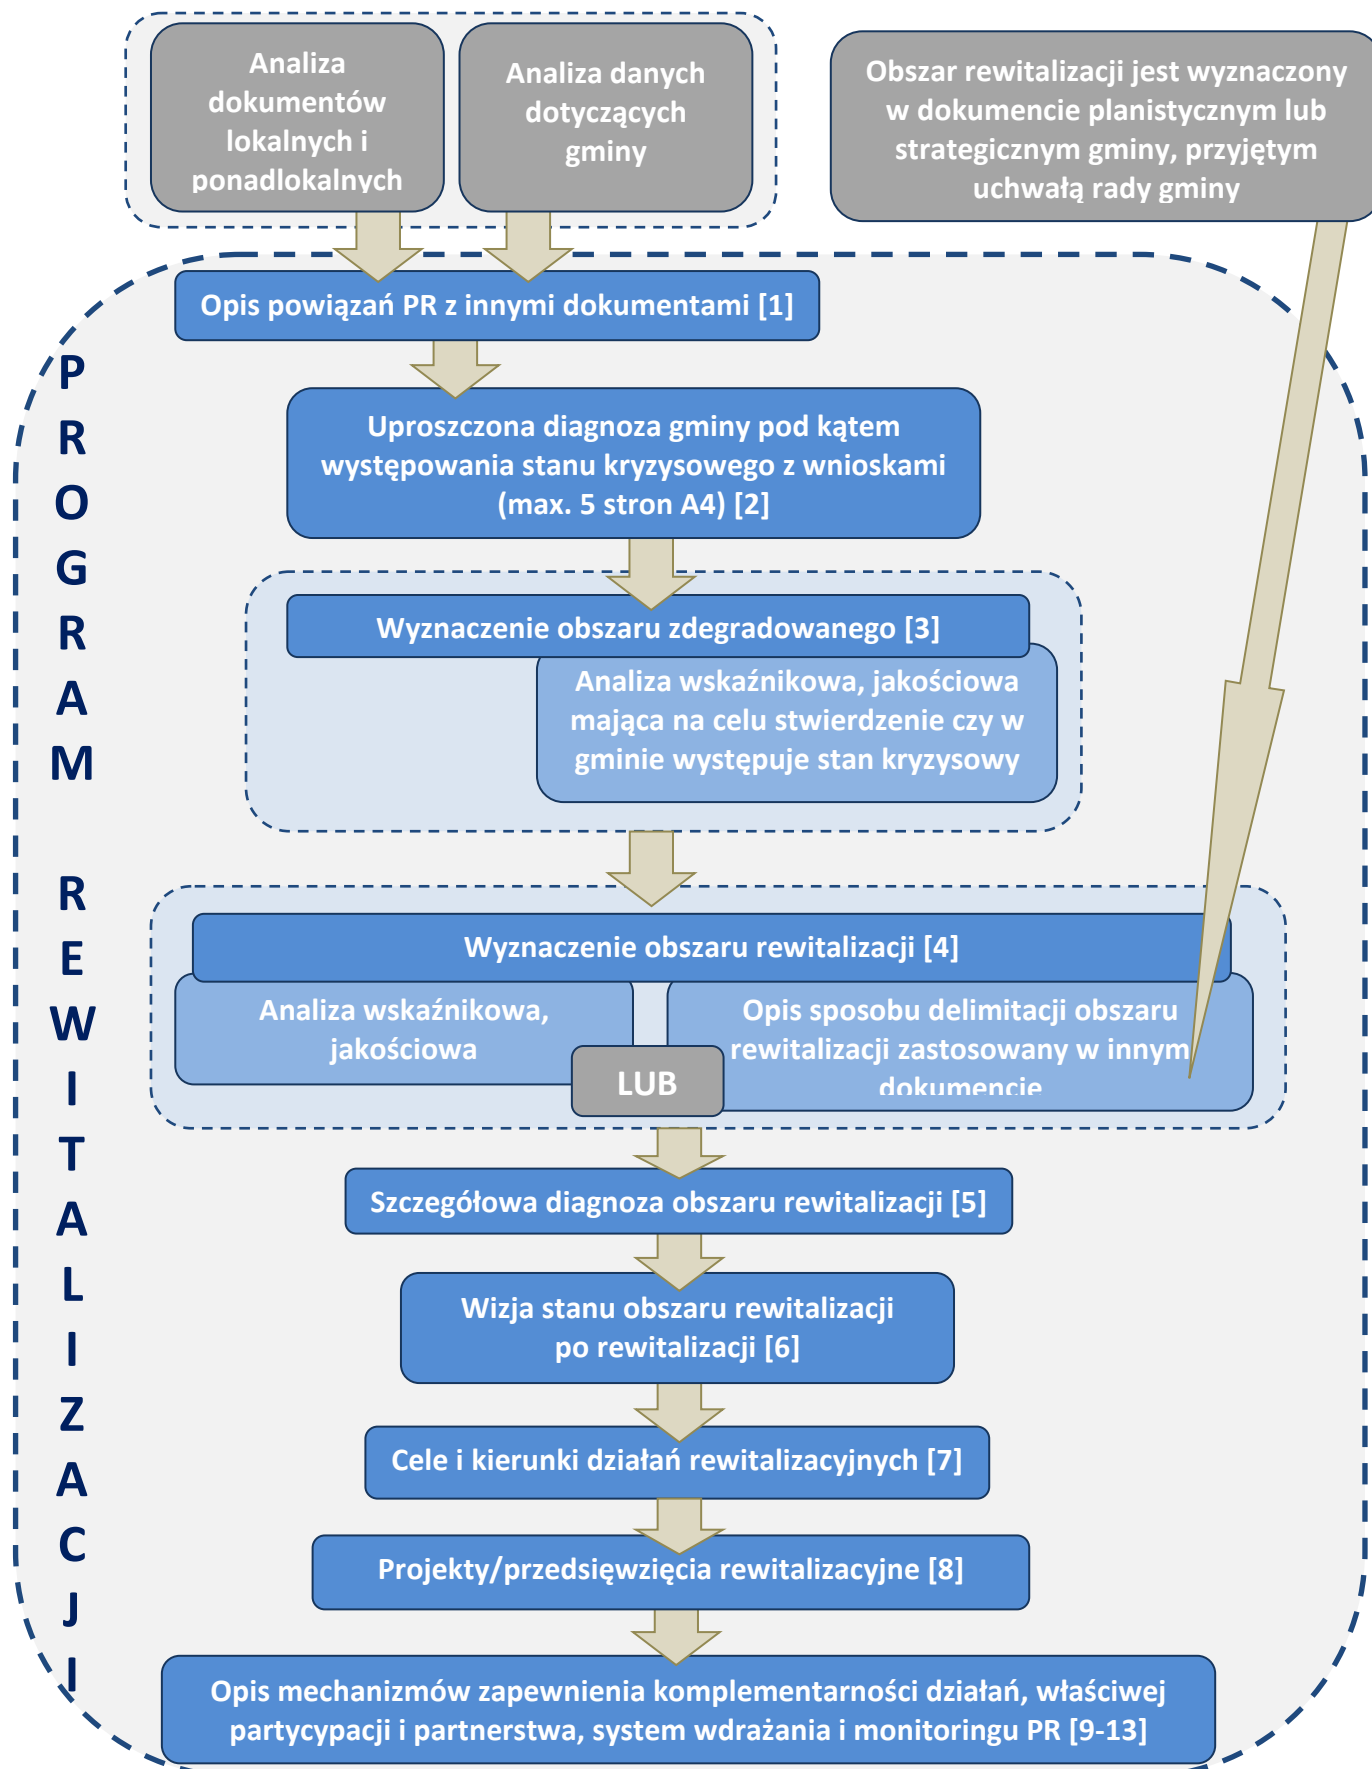 Analiza
dokumentów
lokalnych i
ponadlokalnych
Analiza danych
dotyczących
gminy
Obszar rewitalizacji jest wyznaczony
w dokumencie planistycznym lub
strategicznym gminy, przyjętym
uchwałą rady gminy
PROGRAM
REWITALIZACJI
Opis powiązań PR z innymi dokumentami [1]
Uproszczona diagnoza gminy pod kątem
występowania stanu kryzysowego z wnioskami
(max. 5 stron A4) [2]
Wyznaczenie obszaru zdegradowanego [3]
Analiza wskaźnikowa, jakościowa
mająca na celu stwierdzenie czy w
gminie występuje stan kryzysowy
Wyznaczenie obszaru rewitalizacji [4]
Analiza wskaźnikowa,
jakościowa
LUB
Opis sposobu delimitacji obszaru
rewitalizacji zastosowany w innym
dokumencie
Szczegółowa diagnoza obszaru rewitalizacji [5]
Wizja stanu obszaru rewitalizacji
po rewitalizacji [6]
Cele i kierunki działań rewitalizacyjnych [7]
Projekty/przedsięwzięcia rewitalizacyjne [8]
Opis mechanizmów zapewnienia komplementarności działań, właściwej
partycypacji i partnerstwa, system wdrażania i monitoringu PR [9-13]